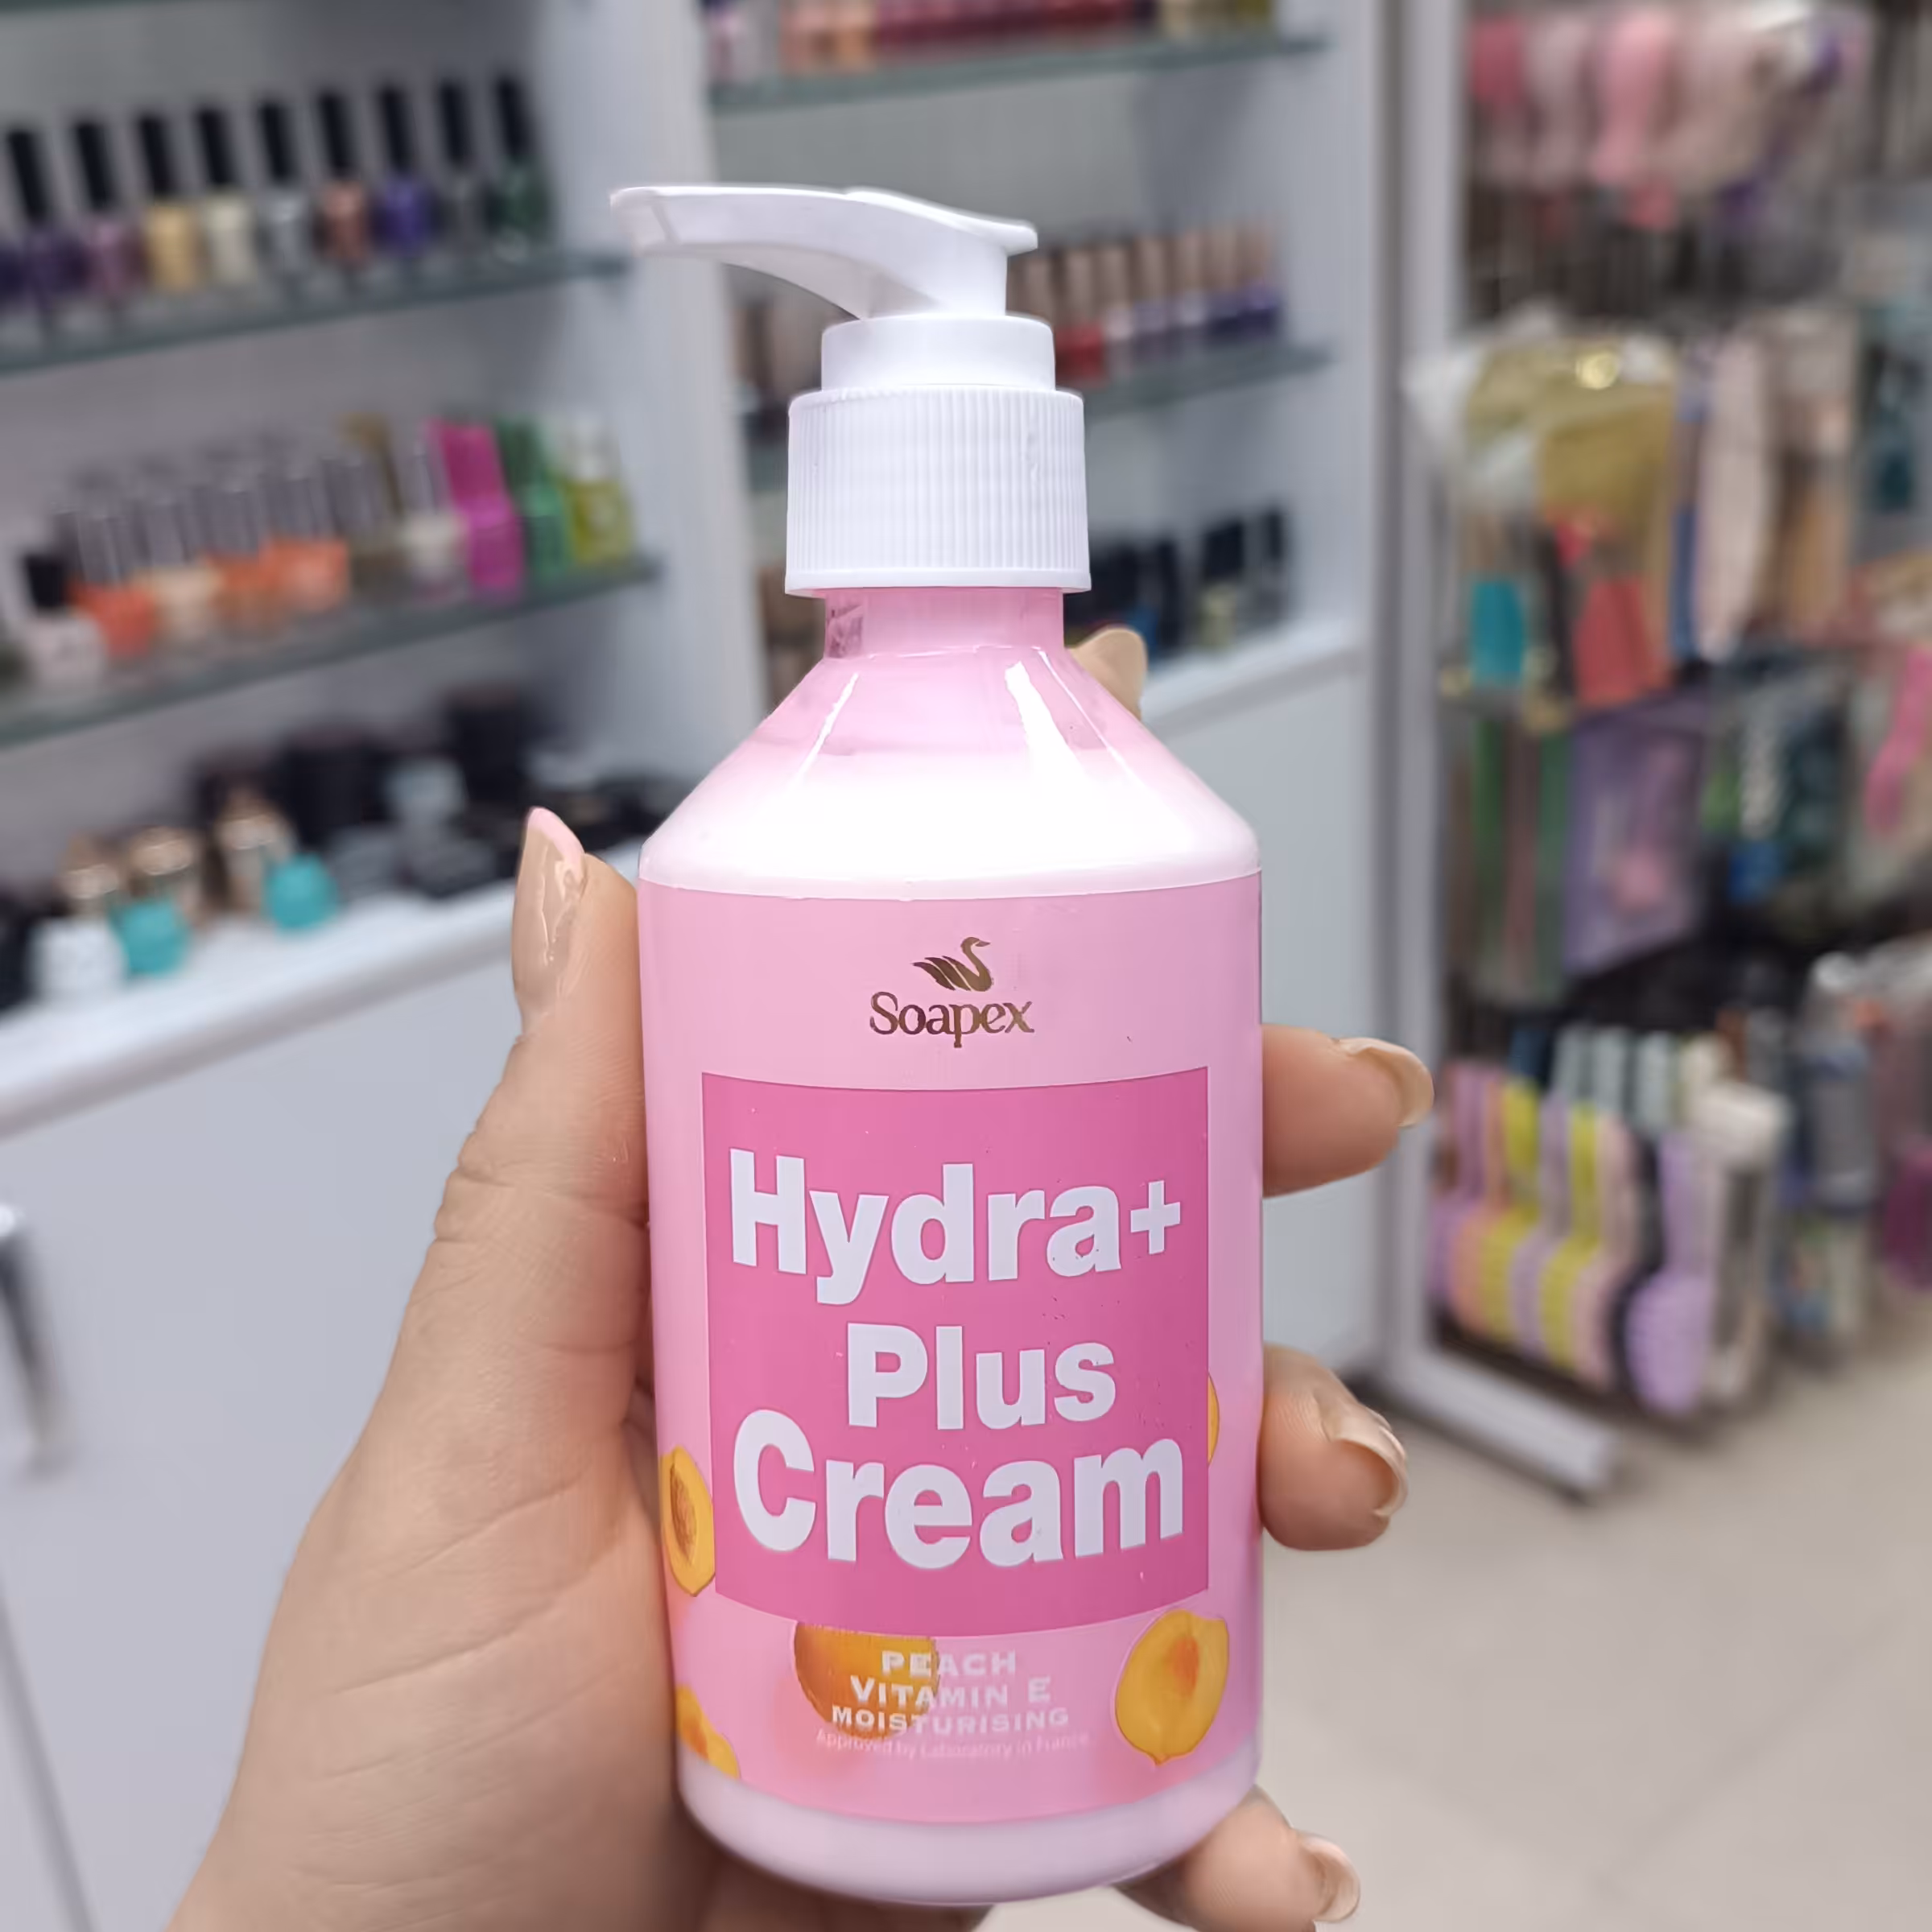 Soapex
Hydra+
Plus
Cream
PEACH
VITAMIN E
MOISTURISING
Approved by Laboratory in France